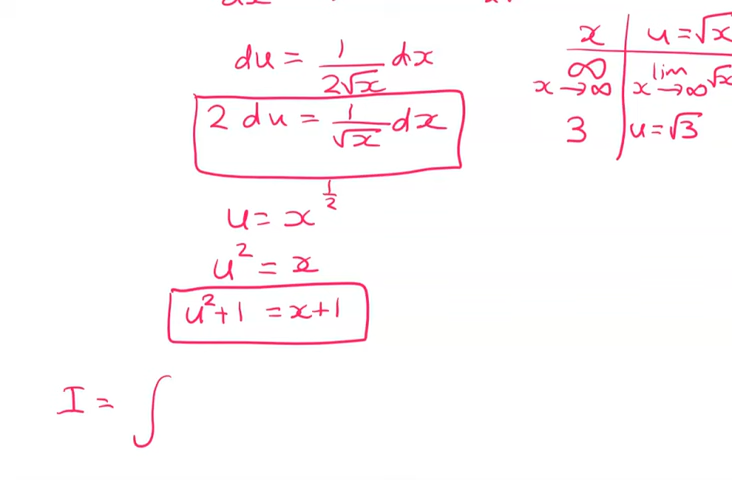 du = 1/(2√x) dx
2 du = 1/√x dx
u = x^(1/2)
u² = x
u² + 1 = x + 1
I = ∫
x | u = √x
∞ x→∞ | lim x→∞ √x
3 | u = √3